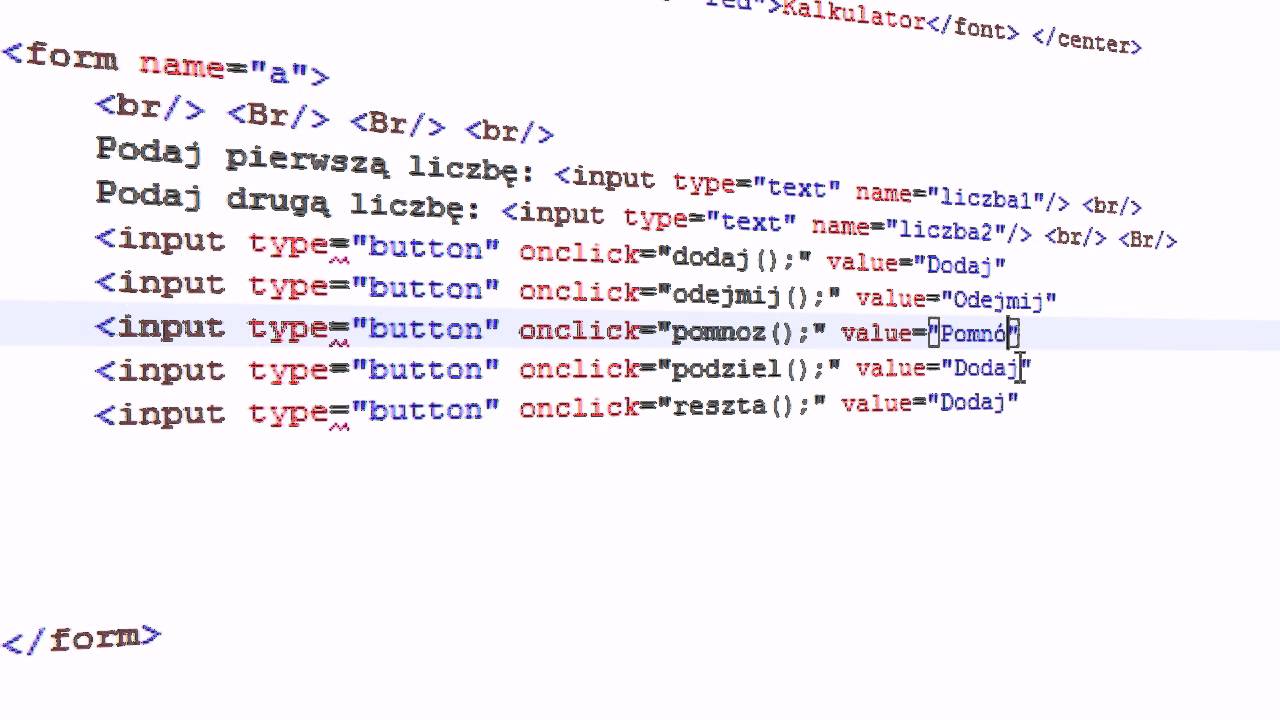 ">Kalkulator</font> </center>
<form name="a">
<br/> <Br/> <Br/> <br/>
Podaj pierwszą liczbę: <input type="text" name="liczba1"/> <br/>
Podaj drugą liczbę: <input type="text" name="liczba2"/> <br/> <Br/>
<input type="button" onclick="dodaj();" value="Dodaj"
<input type="button" onclick="odejmij();" value="Odejmij"
<input type="button" onclick="pomnoz();" value="Pomnó"
<input type="button" onclick="podziel();" value="Dodaj"
<input type="button" onclick="reszta();" value="Dodaj"
</form>